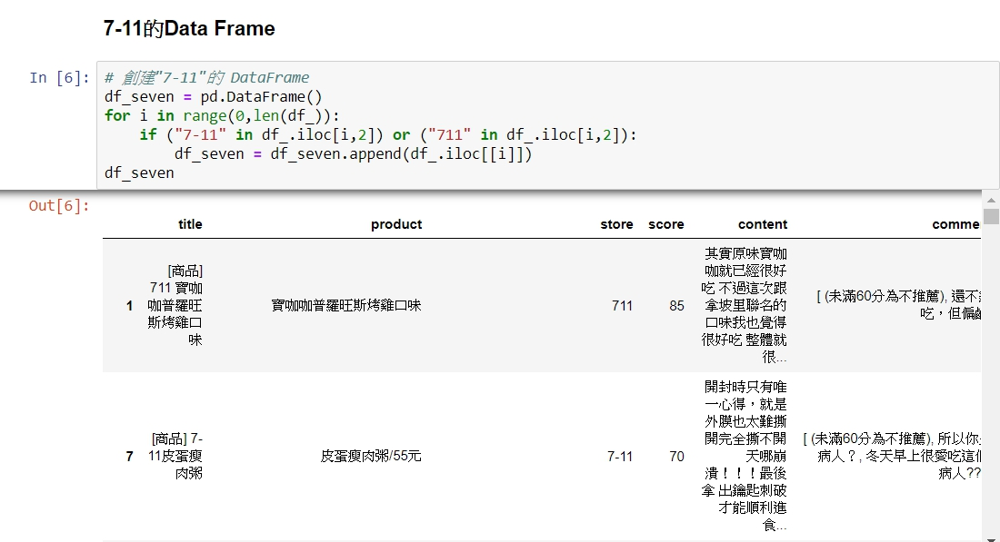 7-11的Data Frame
In [6]:
# 創建"7-11"的 DataFrame
df_seven = pd.DataFrame()
for i in range(0,len(df_)):
    if ("7-11" in df_.iloc[i,2]) or ("711" in df_.iloc[i,2]):
        df_seven = df_seven.append(df_.iloc[[i]])
df_seven
Out[6]:
title product store score content comme
1
[商品]
711 寶咖
咖普羅旺
斯烤雞口
味
寶咖咖普羅旺斯烤雞口味
711
85
其實原味寶咖
咖就已經很好
吃 不過這次跟
拿坡里聯名的
口味我也覺得
很好吃 整體就
很...
[ (未滿60分為不推薦), 還不
吃，但偏
7
[商品] 7-
11皮蛋瘦
肉粥
皮蛋瘦肉粥/55元
7-11
70
開封時只有唯
一心得，就是
外膜也太難撕
開完全撕不開
天哪崩
潰！！！最後
拿 出鑰匙刺破
才能順利進
食...
[ (未滿60分為不推薦), 所以你
病人？, 冬天早上很愛吃這
病人??